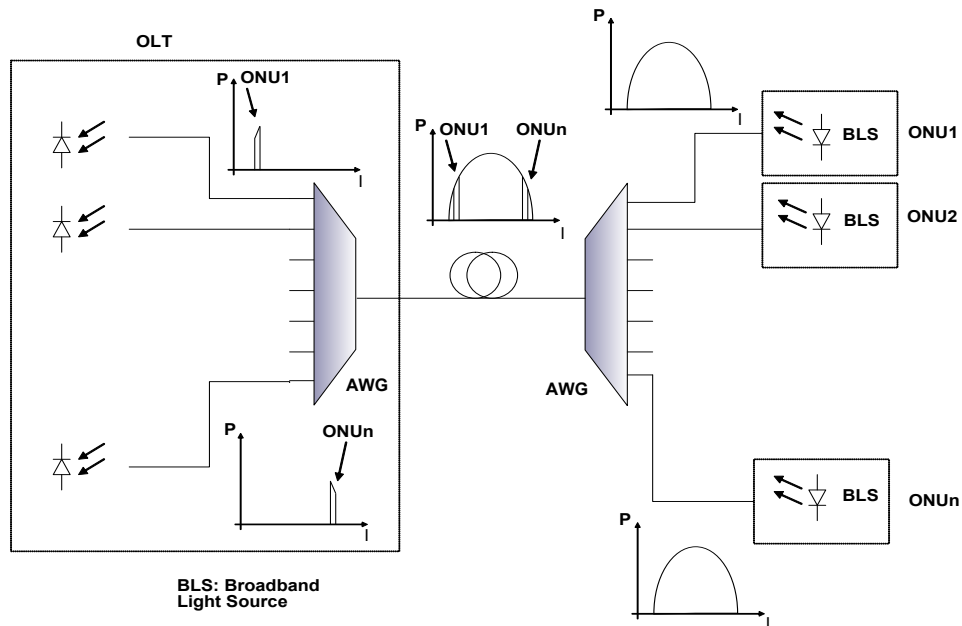 OLT
P
ONU1
l
P
ONU1
ONUn
l
P
l
BLS
ONU1
BLS
ONU2
AWG
AWG
P
ONUn
l
BLS
ONUn
P
l
BLS: Broadband
Light Source